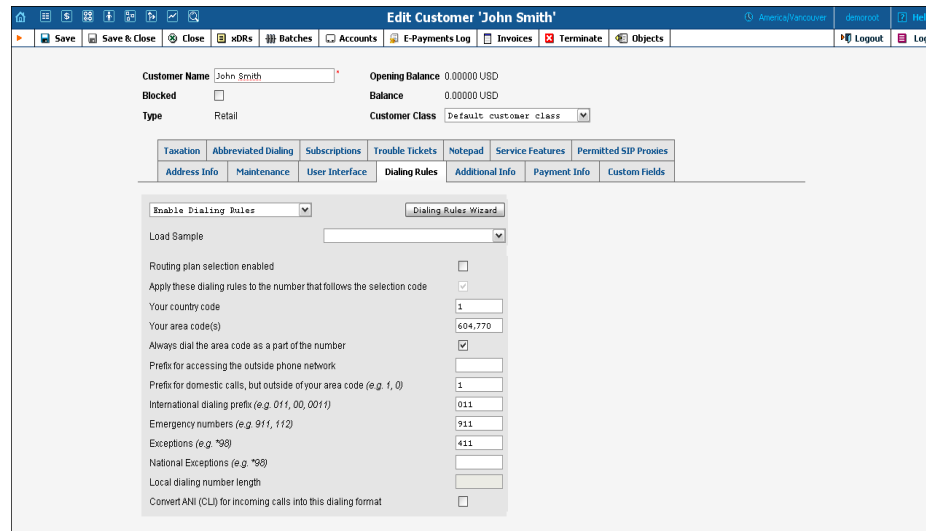 Edit Customer 'John Smith'
America/Vancouver
demoroot
Hel
Save
Save & Close
Close
xDRs
Batches
Accounts
E-Payments Log
Invoices
Terminate
Objects
Logout
Lo
Customer Name John Smith *
Opening Balance 0.00000 USD
Blocked
Balance 0.00000 USD
Type Retail
Customer Class Default customer class
Taxation
Abbreviated Dialing
Subscriptions
Trouble Tickets
Notepad
Service Features
Permitted SIP Proxies
Address Info
Maintenance
User Interface
Dialing Rules
Additional Info
Payment Info
Custom Fields
Enable Dialing Rules
Dialing Rules Wizard
Load Sample
Routing plan selection enabled
Apply these dialing rules to the number that follows the selection code
Your country code 1
Your area code(s) 604,770
Always dial the area code as a part of the number
Prefix for accessing the outside phone network
Prefix for domestic calls, but outside of your area code (e.g. 1, 0) 1
International dialing prefix (e.g. 011, 00, 0011) 011
Emergency numbers (e.g. 911, 112) 911
Exceptions (e.g. *98) 411
National Exceptions (e.g. *98)
Local dialing number length
Convert ANI (CLI) for incoming calls into this dialing format